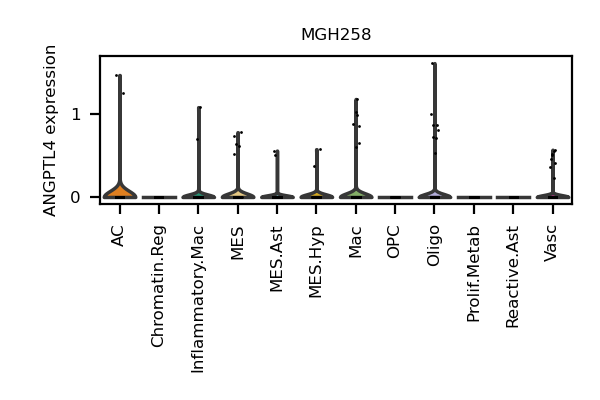 MGH258
ANGPTL4 expression
1
0
AC
Chromatin.Reg
Inflammatory.Mac
MES
MES.Ast
MES.Hyp
Mac
OPC
Oligo
Prolif.Metab
Reactive.Ast
Vasc